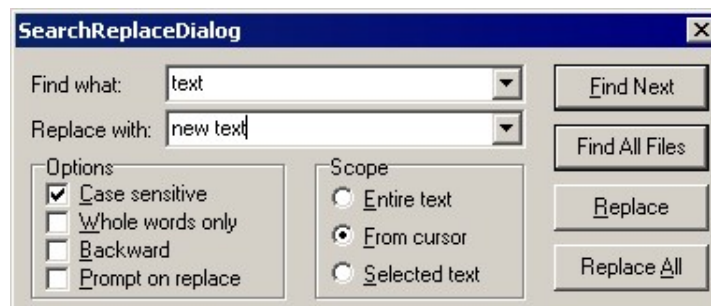 SearchReplaceDialog
Find what: text
Find Next
Replace with: new text
Find All Files
Options
Case sensitive
Whole words only
Backward
Prompt on replace
Scope
Entire text
From cursor
Selected text
Replace
Replace All